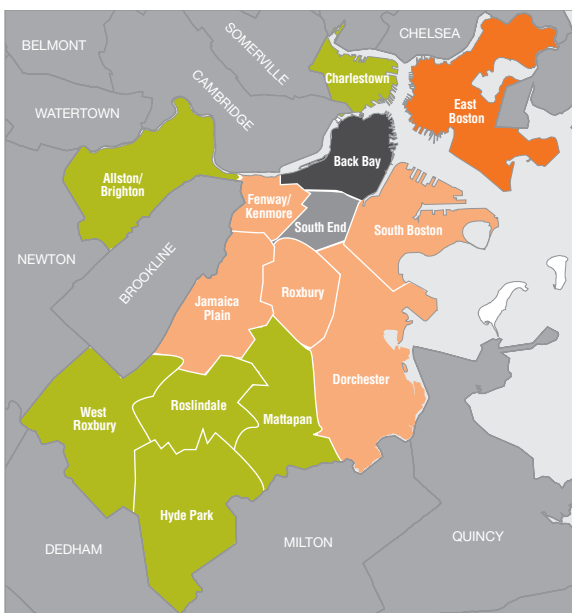 BELMONT
SOMERVILLE
CHELSEA
Charlestown
CAMBRIDGE
East
Boston
WATERTOWN
Back Bay
Allston/
Brighton
Fenway/
Kenmore
South End
South Boston
NEWTON
BROOKLINE
Jamaica
Plain
Roxbury
Dorchester
West
Roxbury
Roslindale
Mattapan
Hyde Park
DEDHAM
MILTON
QUINCY